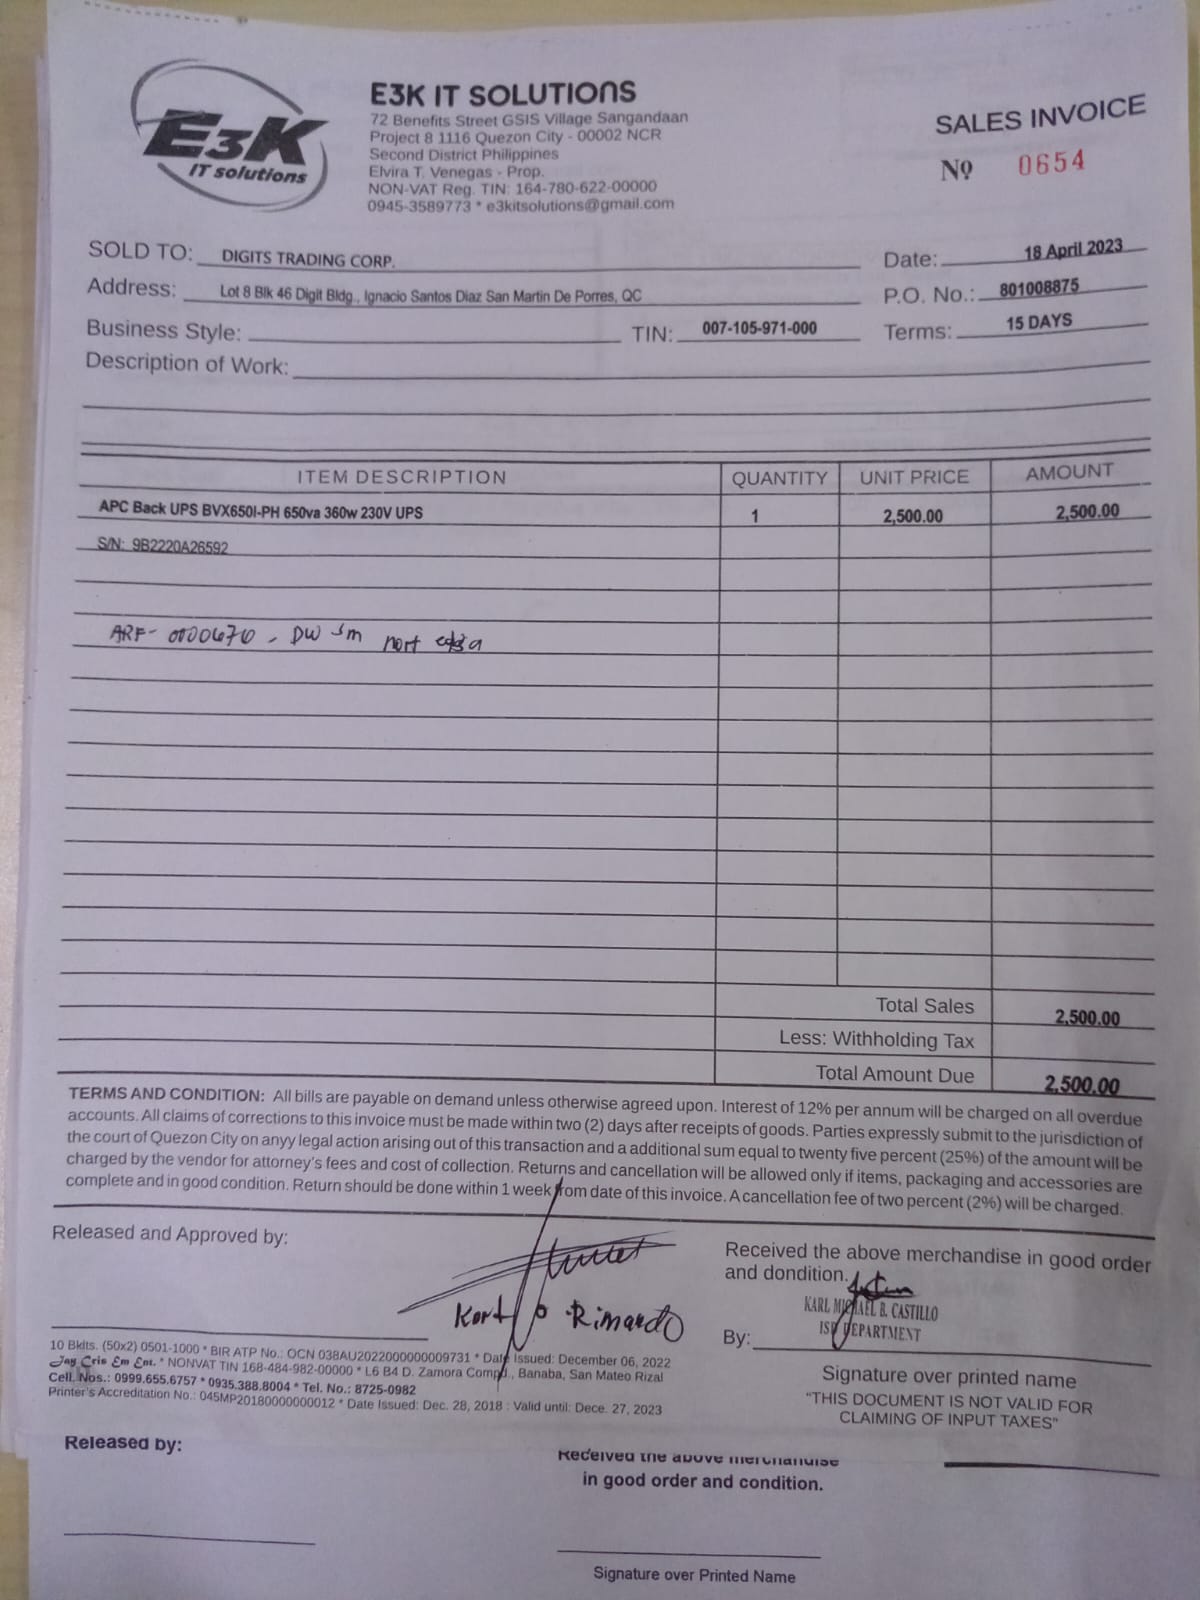 E3K
IT solutions
E3K IT SOLUTIONS
72 Benefits Street GSIS Village Sangandaan
Project 8 1116 Quezon City - 00002 NCR
Second District Philippines
Elvira T. Venegas - Prop.
NON-VAT Reg. TIN: 164-780-622-00000
0945-3589773 * e3kitsolutions@gmail.com
SALES INVOICE
Nº 0654
SOLD TO: DIGITS TRADING CORP. Date: 18 April 2023
Address: Lot 8 Blk 46 Digit Bldg., Ignacio Santos Diaz San Martin De Porres, QC P.O. No.: 801008875
Business Style: TIN: 007-105-971-000 Terms: 15 DAYS
Description of Work:
ITEM DESCRIPTION QUANTITY UNIT PRICE AMOUNT
APC Back UPS BVX650I-PH 650va 360w 230V UPS 1 2,500.00 2,500.00
S/N: 9B2220A26592
ARF- 0000676 - DW sm nort edsa
Total Sales 2,500.00
Less: Withholding Tax
Total Amount Due 2,500.00
TERMS AND CONDITION: All bills are payable on demand unless otherwise agreed upon. Interest of 12% per annum will be charged on all overdue
accounts. All claims of corrections to this invoice must be made within two (2) days after receipts of goods. Parties expressly submit to the jurisdiction of
the court of Quezon City on anyy legal action arising out of this transaction and a additional sum equal to twenty five percent (25%) of the amount will be
charged by the vendor for attorney's fees and cost of collection. Returns and cancellation will be allowed only if items, packaging and accessories are
complete and in good condition. Return should be done within 1 week from date of this invoice. A cancellation fee of two percent (2%) will be charged.
Released and Approved by:
Rimando
Received the above merchandise in good order
and dondition.
KARL MICHAEL B. CASTILLO
ISD DEPARTMENT
By:
Signature over printed name
"THIS DOCUMENT IS NOT VALID FOR
CLAIMING OF INPUT TAXES"
10 Bklts. (50x2) 0501-1000 * BIR ATP No.: OCN 038AU2022000000009731 * Date Issued: December 06, 2022
Jay Cris Em Ent. * NONVAT TIN 168-484-982-00000 * L6 B4 D. Zamora Compd., Banaba, San Mateo Rizal
Cell. Nos.: 0999.655.6757 * 0935.388.8004 * Tel. No.: 8725-0982
Printer's Accreditation No.: 045MP20180000000012 * Date Issued: Dec. 28, 2018 : Valid until: Dece. 27, 2023
Released by:
Received the above merchandise
in good order and condition.
Signature over Printed Name